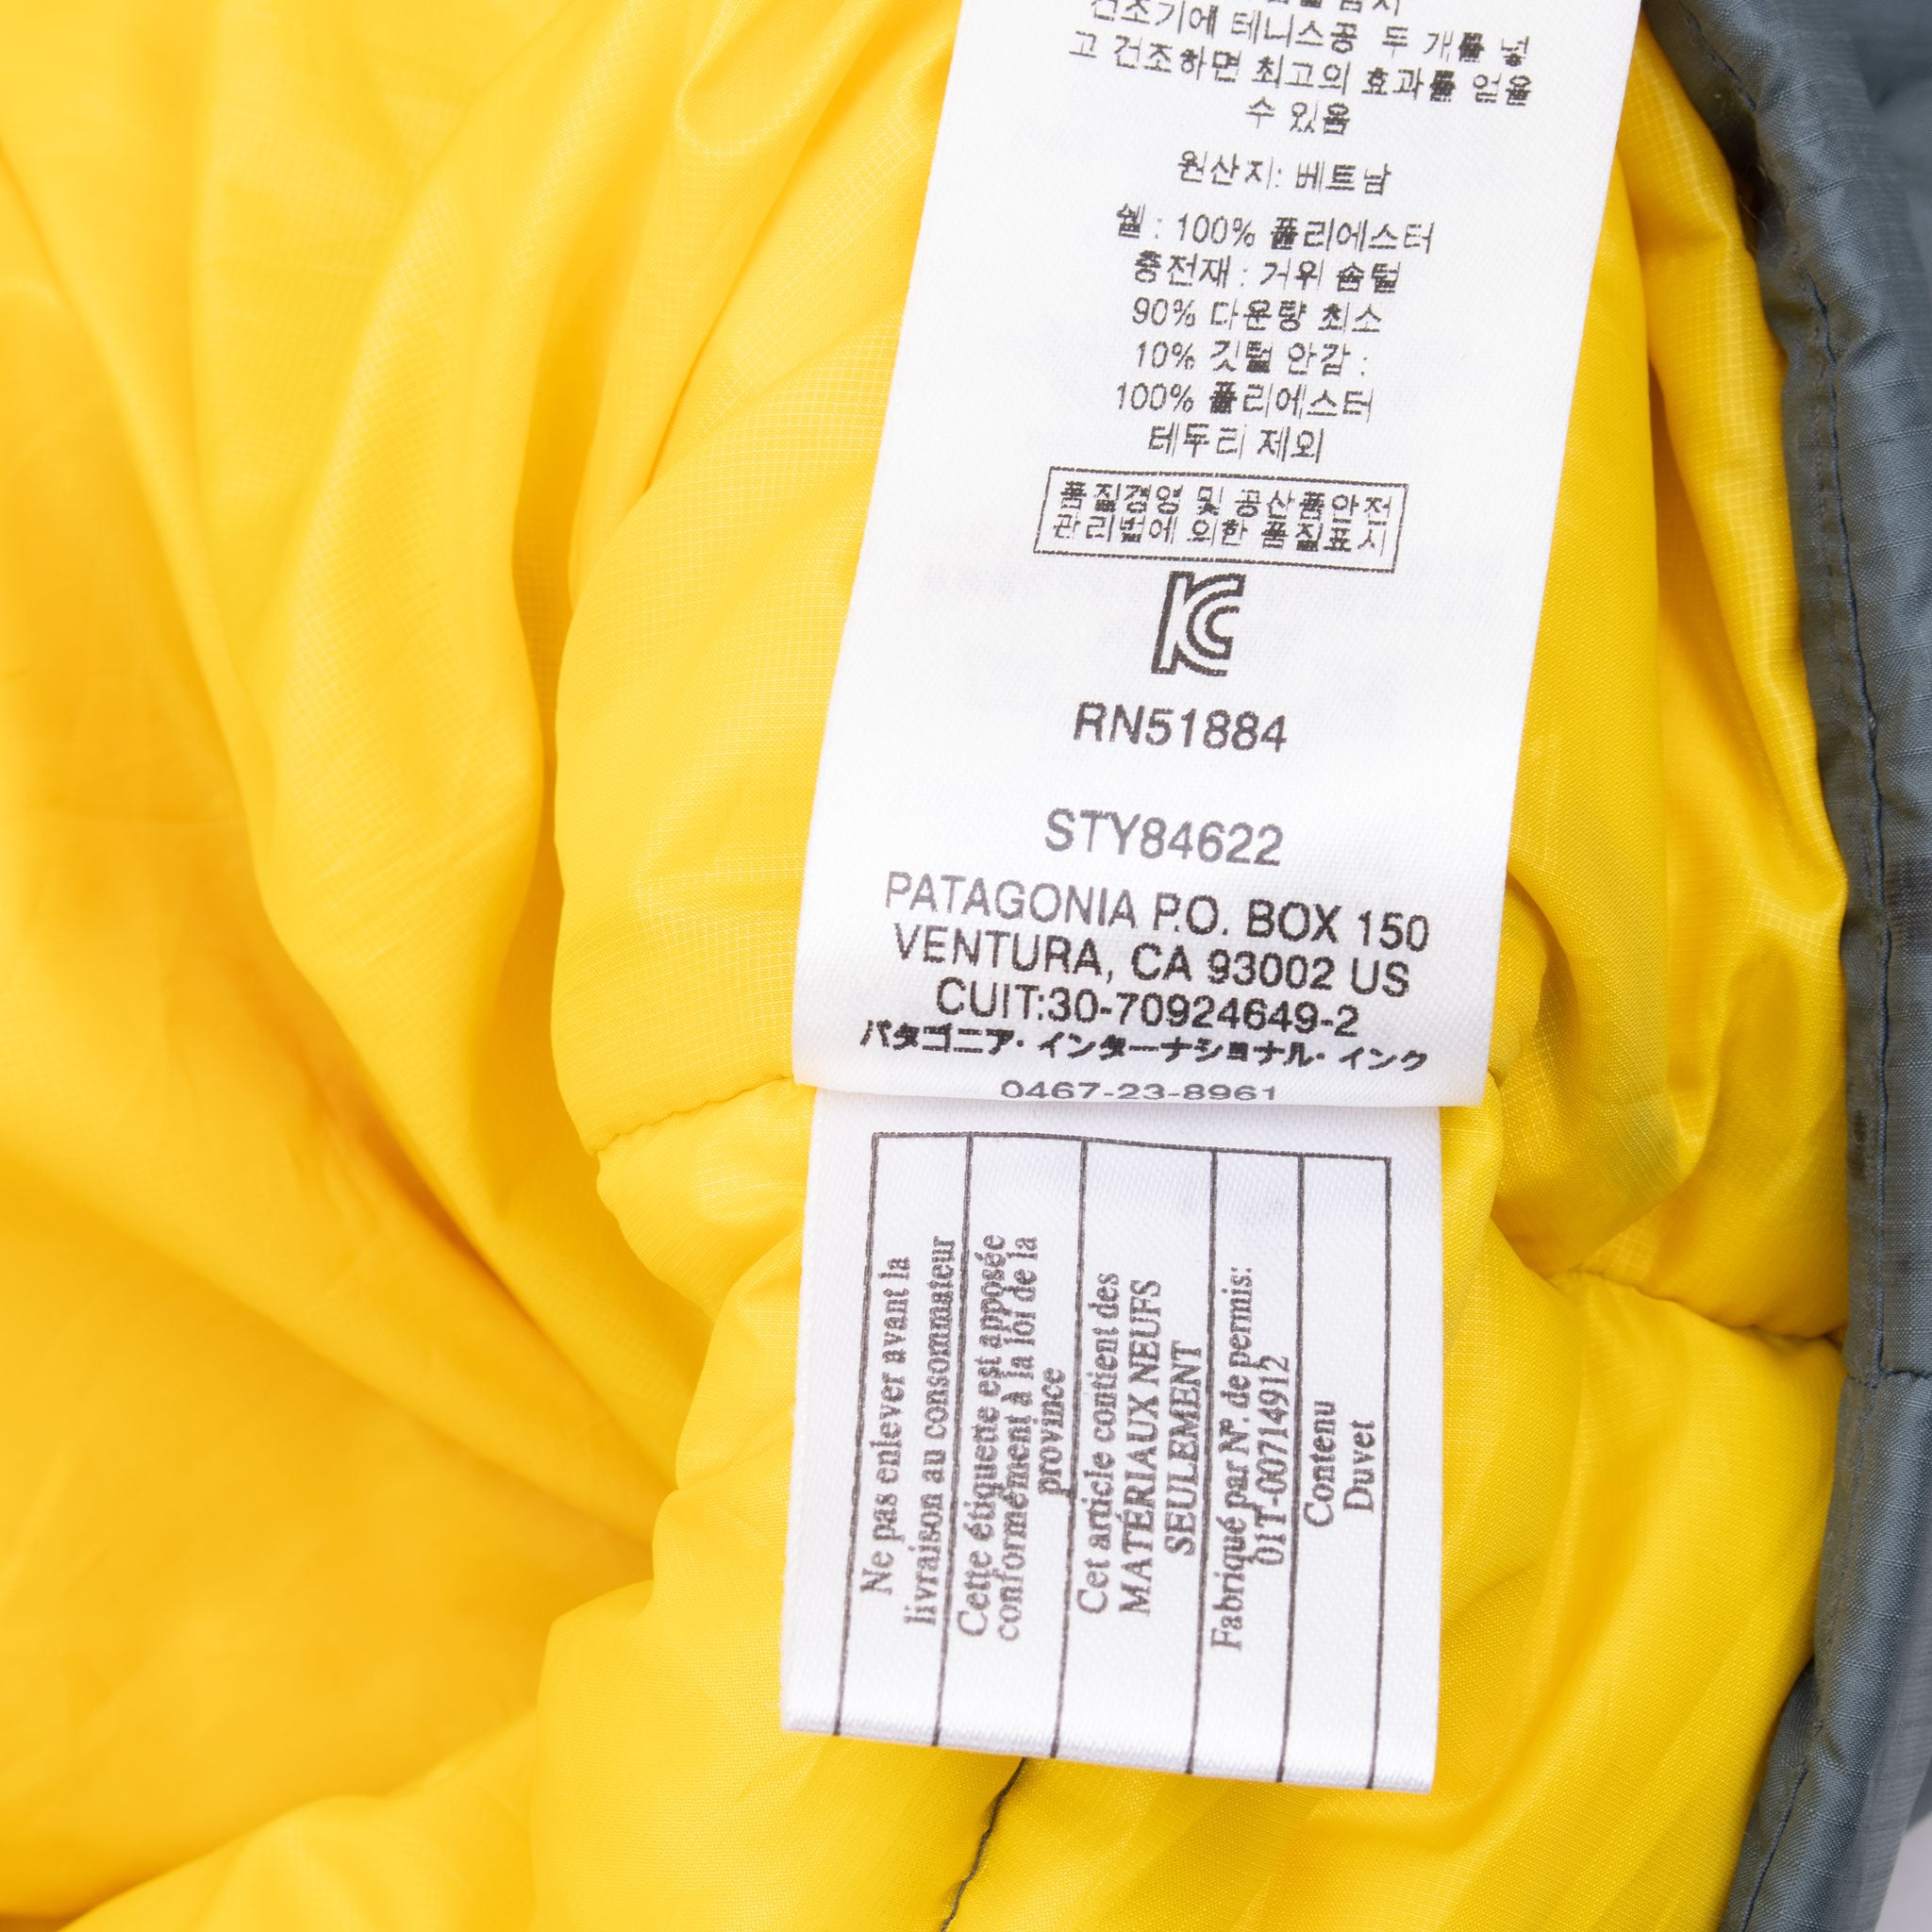 건조기에 테니스공 두 개를 넣
고 건조하면 최고의 효과를 얻을
수 있음
원산지: 베트남
쉘 : 100% 폴리에스터
충전재 : 거위 솜털
90% 다운량 최소
10% 깃털 안감 :
100% 폴리에스터
테두리 제외
품질경영 및 공산품안전
관리법에 의한 품질표시
KC
RN51884
STY84622
PATAGONIA P.O. BOX 150
VENTURA, CA 93002 US
CUIT:30-70924649-2
パタゴニア・インターナショナル・インク
0467-23-8961
Ne pas enlever avant la
livraison au consommateur
Cette étiquette est apposée
conformément à la loi de la
province
Cet article contient des
MATÉRIAUX NEUFS
SEULEMENT
Fabriqué par Nº. de permis:
01T-00714912
Contenu
Duvet